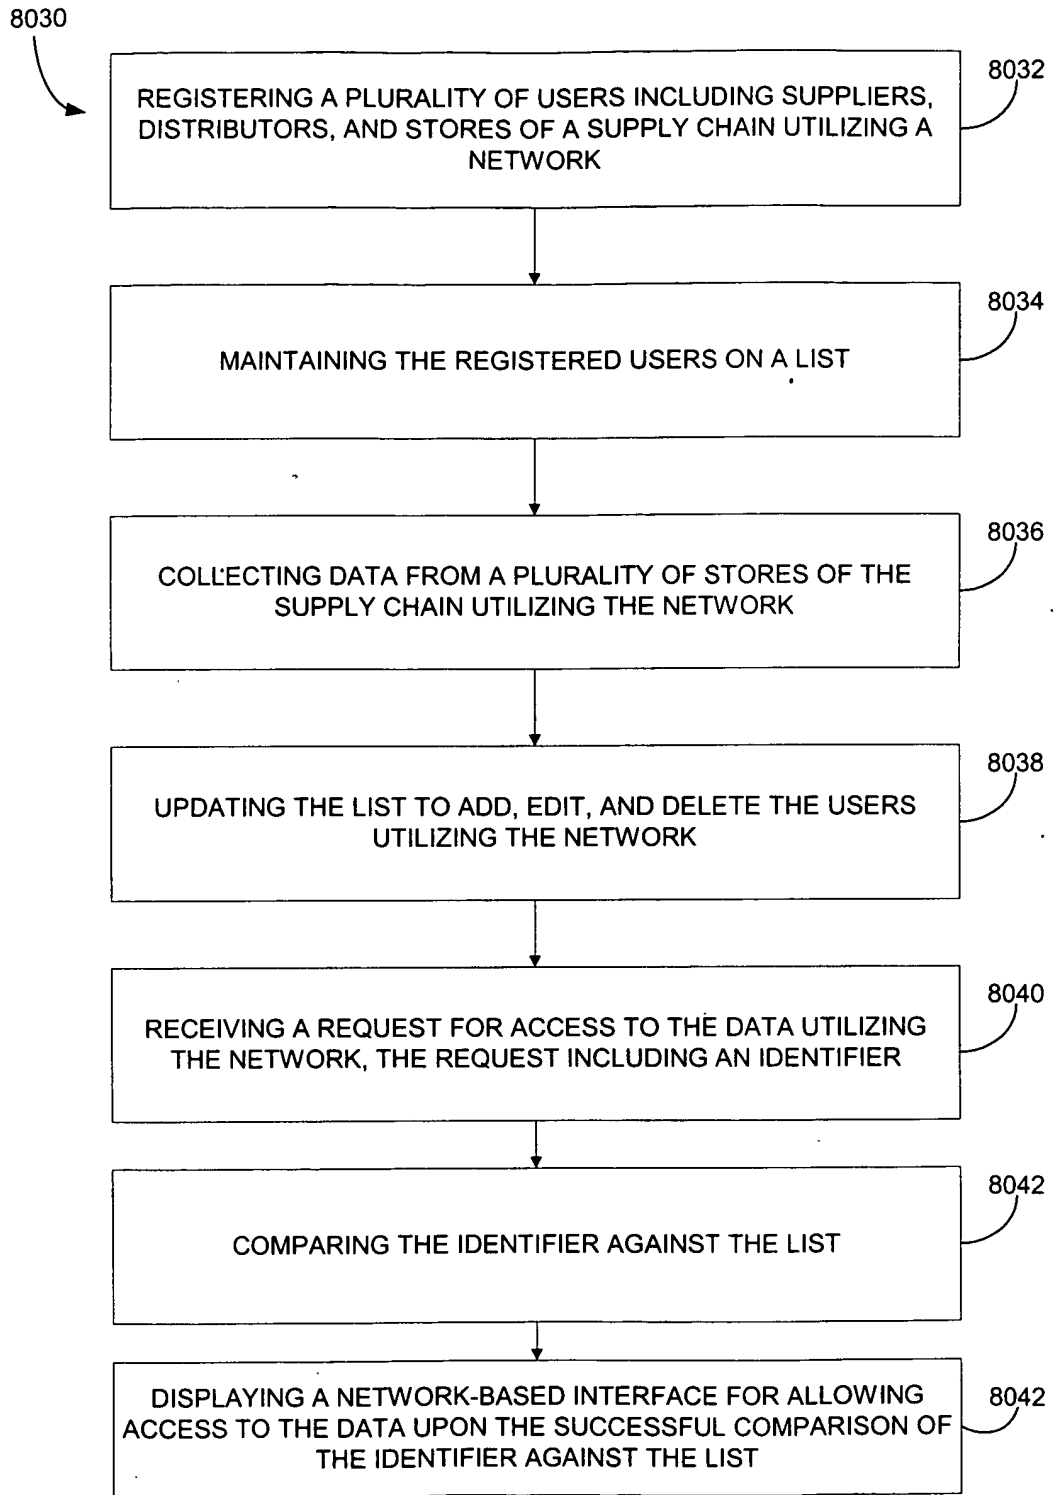 8030
8032
REGISTERING A PLURALITY OF USERS INCLUDING SUPPLIERS,
DISTRIBUTORS, AND STORES OF A SUPPLY CHAIN UTILIZING A
NETWORK
8034
MAINTAINING THE REGISTERED USERS ON A LIST
8036
COLLECTING DATA FROM A PLURALITY OF STORES OF THE
SUPPLY CHAIN UTILIZING THE NETWORK
8038
UPDATING THE LIST TO ADD, EDIT, AND DELETE THE USERS
UTILIZING THE NETWORK
8040
RECEIVING A REQUEST FOR ACCESS TO THE DATA UTILIZING
THE NETWORK, THE REQUEST INCLUDING AN IDENTIFIER
8042
COMPARING THE IDENTIFIER AGAINST THE LIST
8042
DISPLAYING A NETWORK-BASED INTERFACE FOR ALLOWING
ACCESS TO THE DATA UPON THE SUCCESSFUL COMPARISON OF
THE IDENTIFIER AGAINST THE LIST